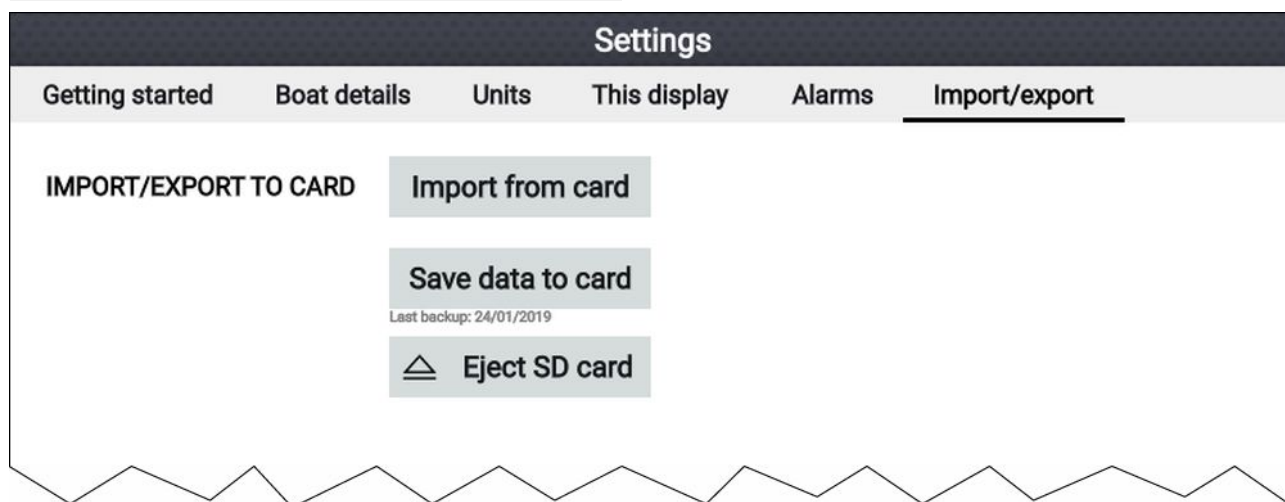 Settings
Getting started Boat details Units This display Alarms Import/export
IMPORT/EXPORT TO CARD Import from card
Save data to card
Last backup: 24/01/2019
Eject SD card